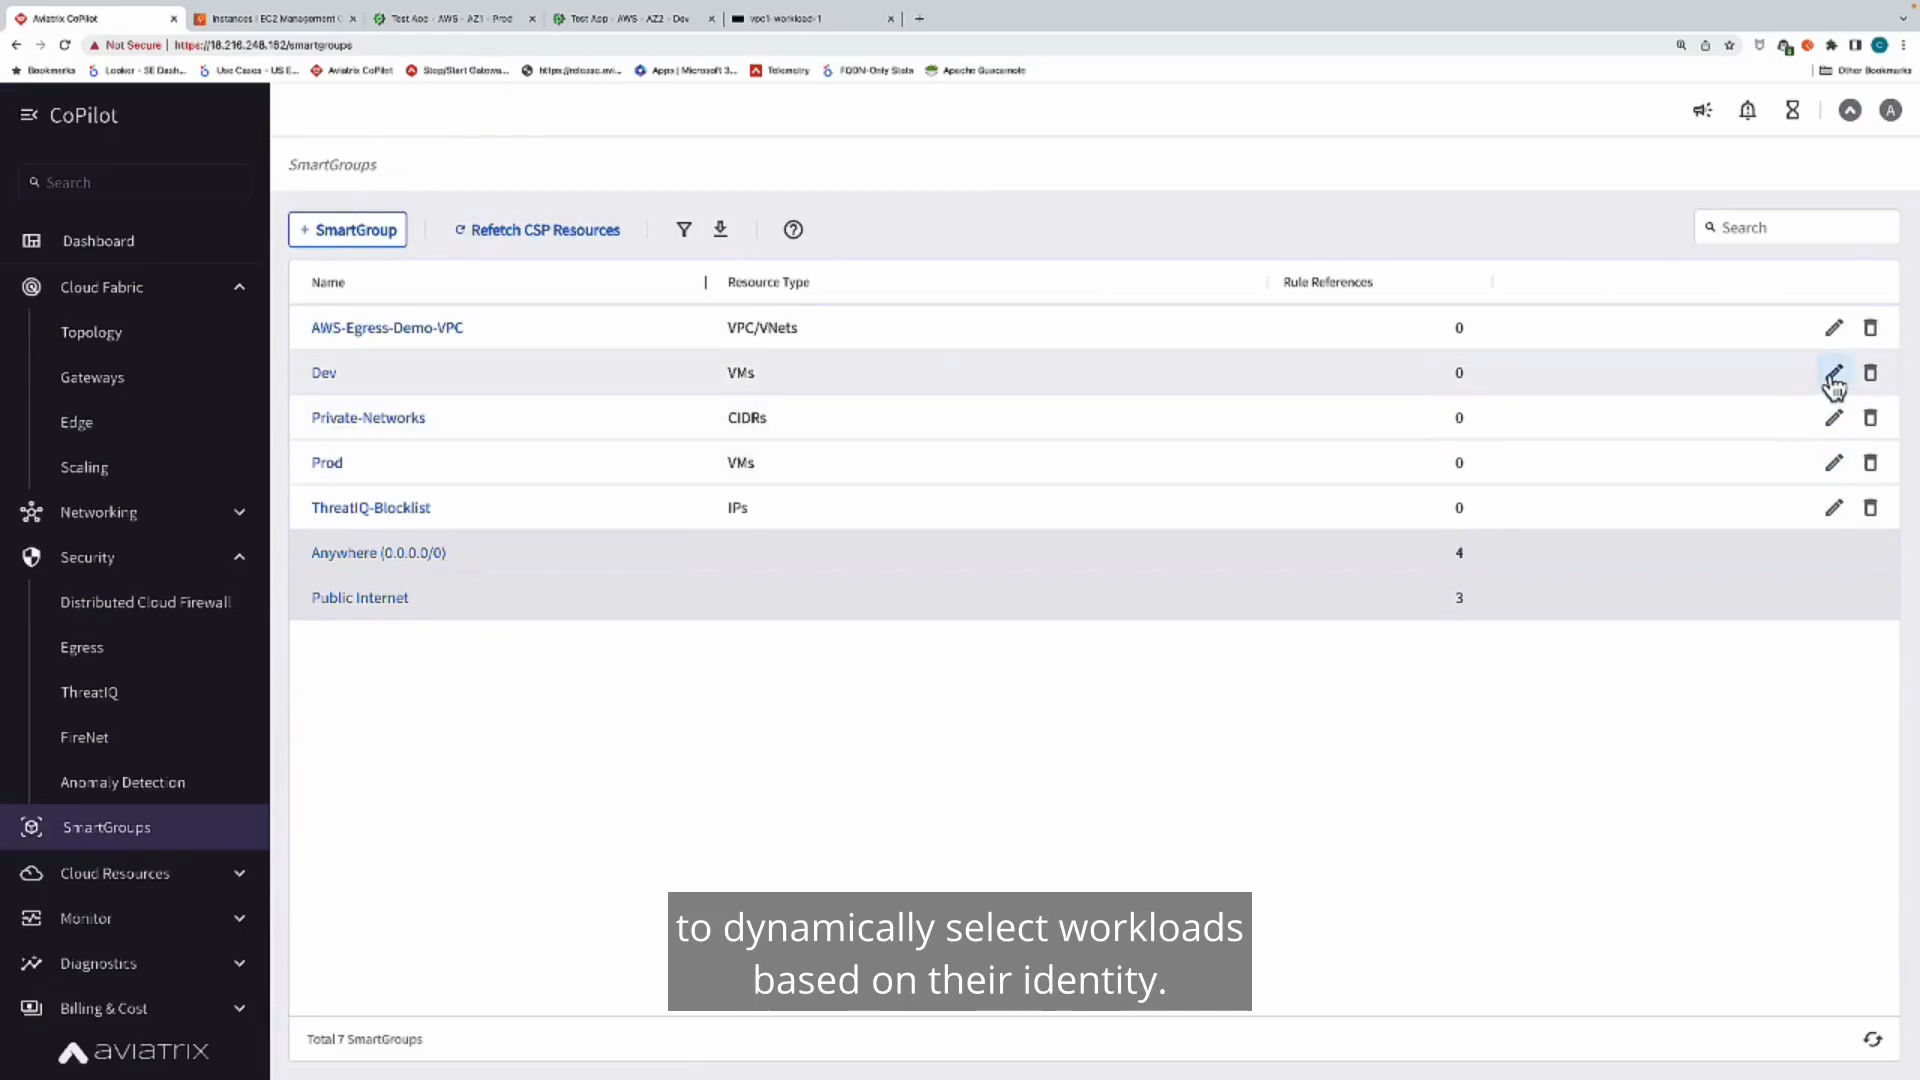 Aviatrix CoPilot
Instances | EC2 Management C
Test App - AWS - AZ1 - Prod
Test App - AWS - AZ2 - Dev
vpc1-workload-1
Not Secure | https://18.216.248.162/smartgroups
Bookmarks
Looker - SE Dash...
Use Cases - US E...
Aviatrix CoPilot
Stop/Start Gatewa...
https://release.avi...
Apps | Microsoft 3...
Telemetry
FQDN-Only Stats
Apache Guacamole
Other Bookmarks
CoPilot
A
SmartGroups
Search
+ SmartGroup
Refetch CSP Resources
Search
Dashboard
Cloud Fabric
Topology
Gateways
Edge
Scaling
Networking
Security
Distributed Cloud Firewall
Egress
ThreatIQ
FireNet
Anomaly Detection
SmartGroups
Cloud Resources
Monitor
Diagnostics
Billing & Cost
aviatrix
Name Resource Type Rule References
AWS-Egress-Demo-VPC VPC/VNets 0
Dev VMs 0
Private-Networks CIDRs 0
Prod VMs 0
ThreatIQ-Blocklist IPs 0
Anywhere (0.0.0.0/0) 4
Public Internet 3
to dynamically select workloads
based on their identity.
Total 7 SmartGroups